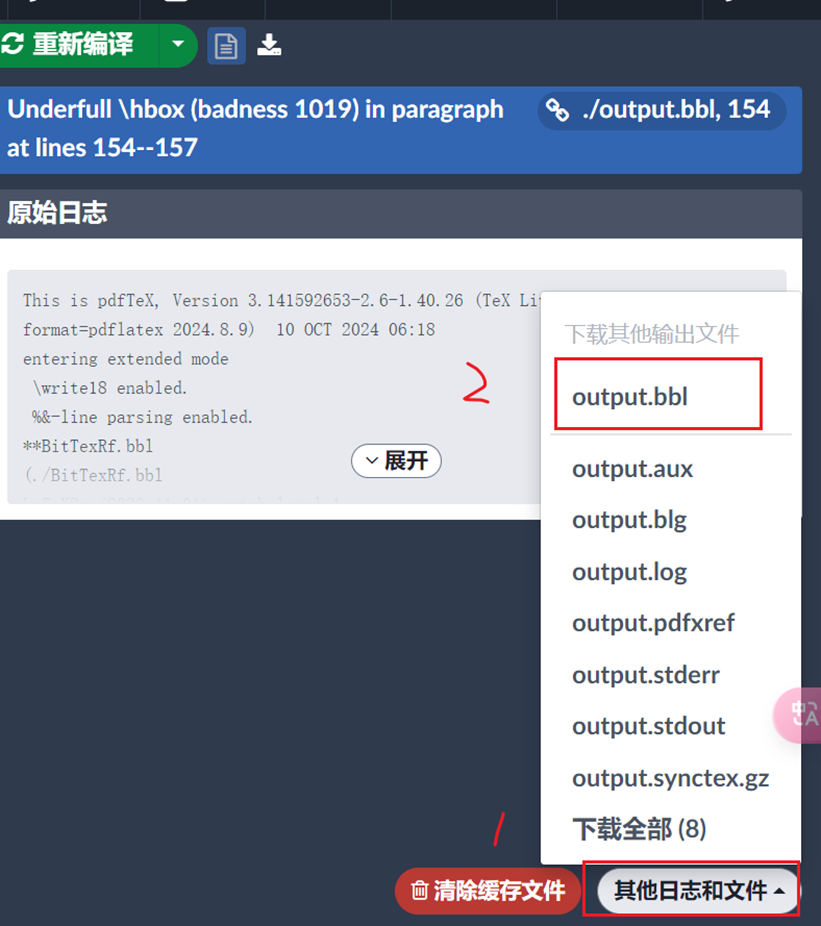 重新编译
Underfull \hbox (badness 1019) in paragraph
at lines 154--157
./output.bbl, 154
原始日志
This is pdfTeX, Version 3.141592653-2.6-1.40.26 (TeX
format=pdflatex 2024.8.9)  10 OCT 2024 06:18
entering extended mode
\write18 enabled.
%&-line parsing enabled.
**BitTexRf.bbl
(./BitTexRf.bbl
展开
2
下载其他输出文件
output.bbl
output.aux
output.blg
output.log
output.pdfxref
output.stderr
output.stdout
output.synctex.gz
下载全部 (8)
1
清除缓存文件
其他日志和文件